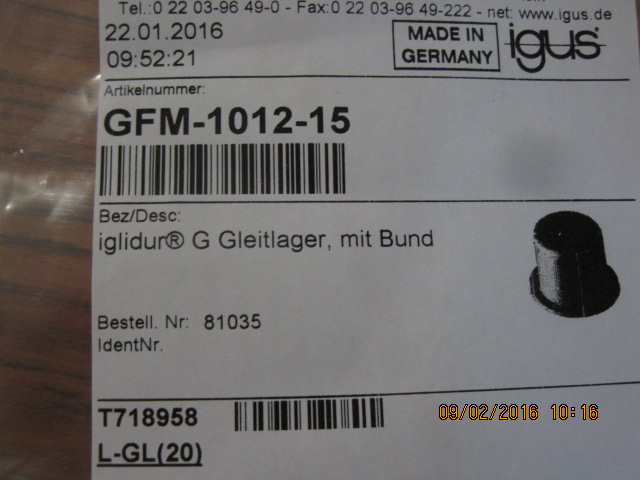 Tel.:0 22 03-96 49-0 - Fax:0 22 03-96 49-222 - net: www.igus.de
22.01.2016
09:52:21
MADE IN
GERMANY
igus®
Artikelnummer:
GFM-1012-15
Bez/Desc:
iglidur® G Gleitlager, mit Bund
Bestell. Nr: 81035
IdentNr.
T718958
L-GL(20)
09/02/2016 10:16